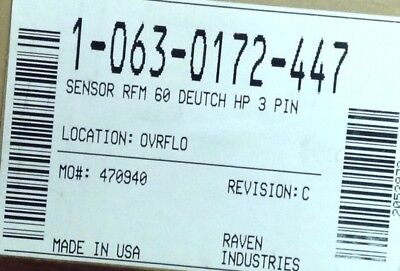 1-063-0172-447
SENSOR RFM 60 DEUTCH HP 3 PIN
LOCATION: OVRFLO
MO#: 470940
REVISION: C
MADE IN USA
RAVEN
INDUSTRIES